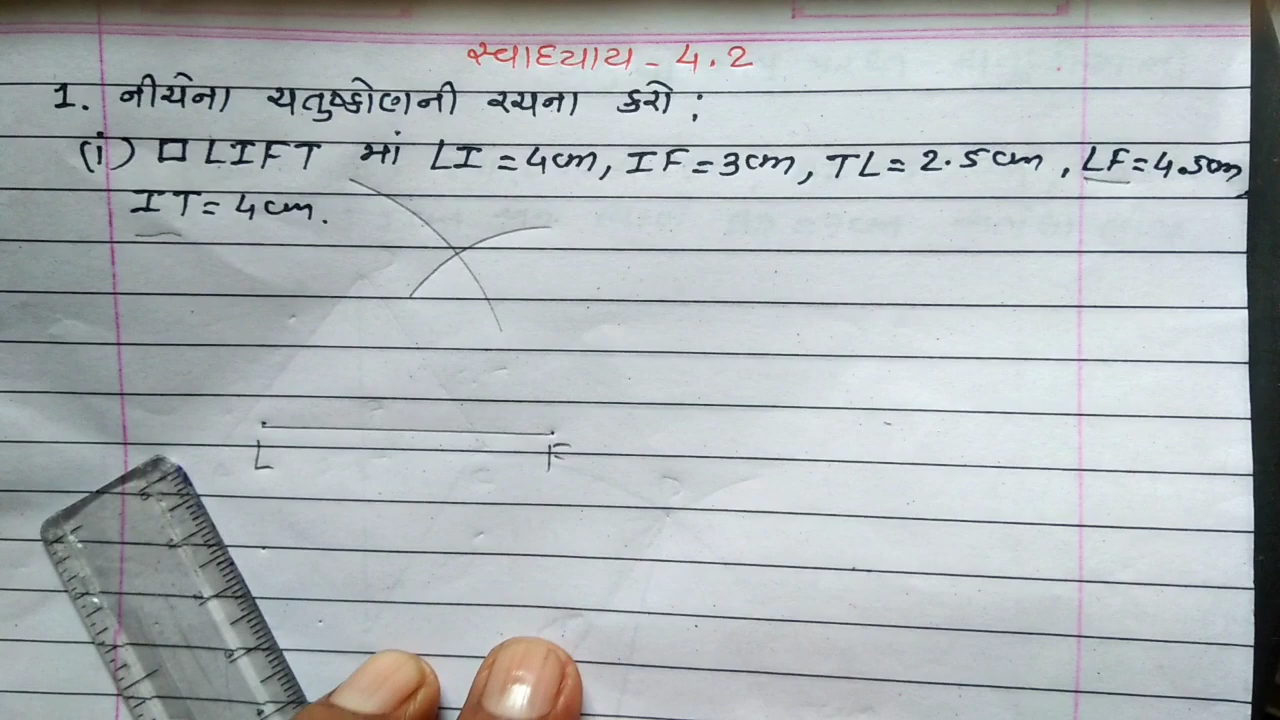 સ્વાધ્યાય - 4.2
1. નીચેના ચતુષ્કોણની રચના કરો :
(i) □ LIFT માં LI = 4cm, IF = 3cm, TL = 2.5cm, LF = 4.5cm,
IT = 4cm.
L F